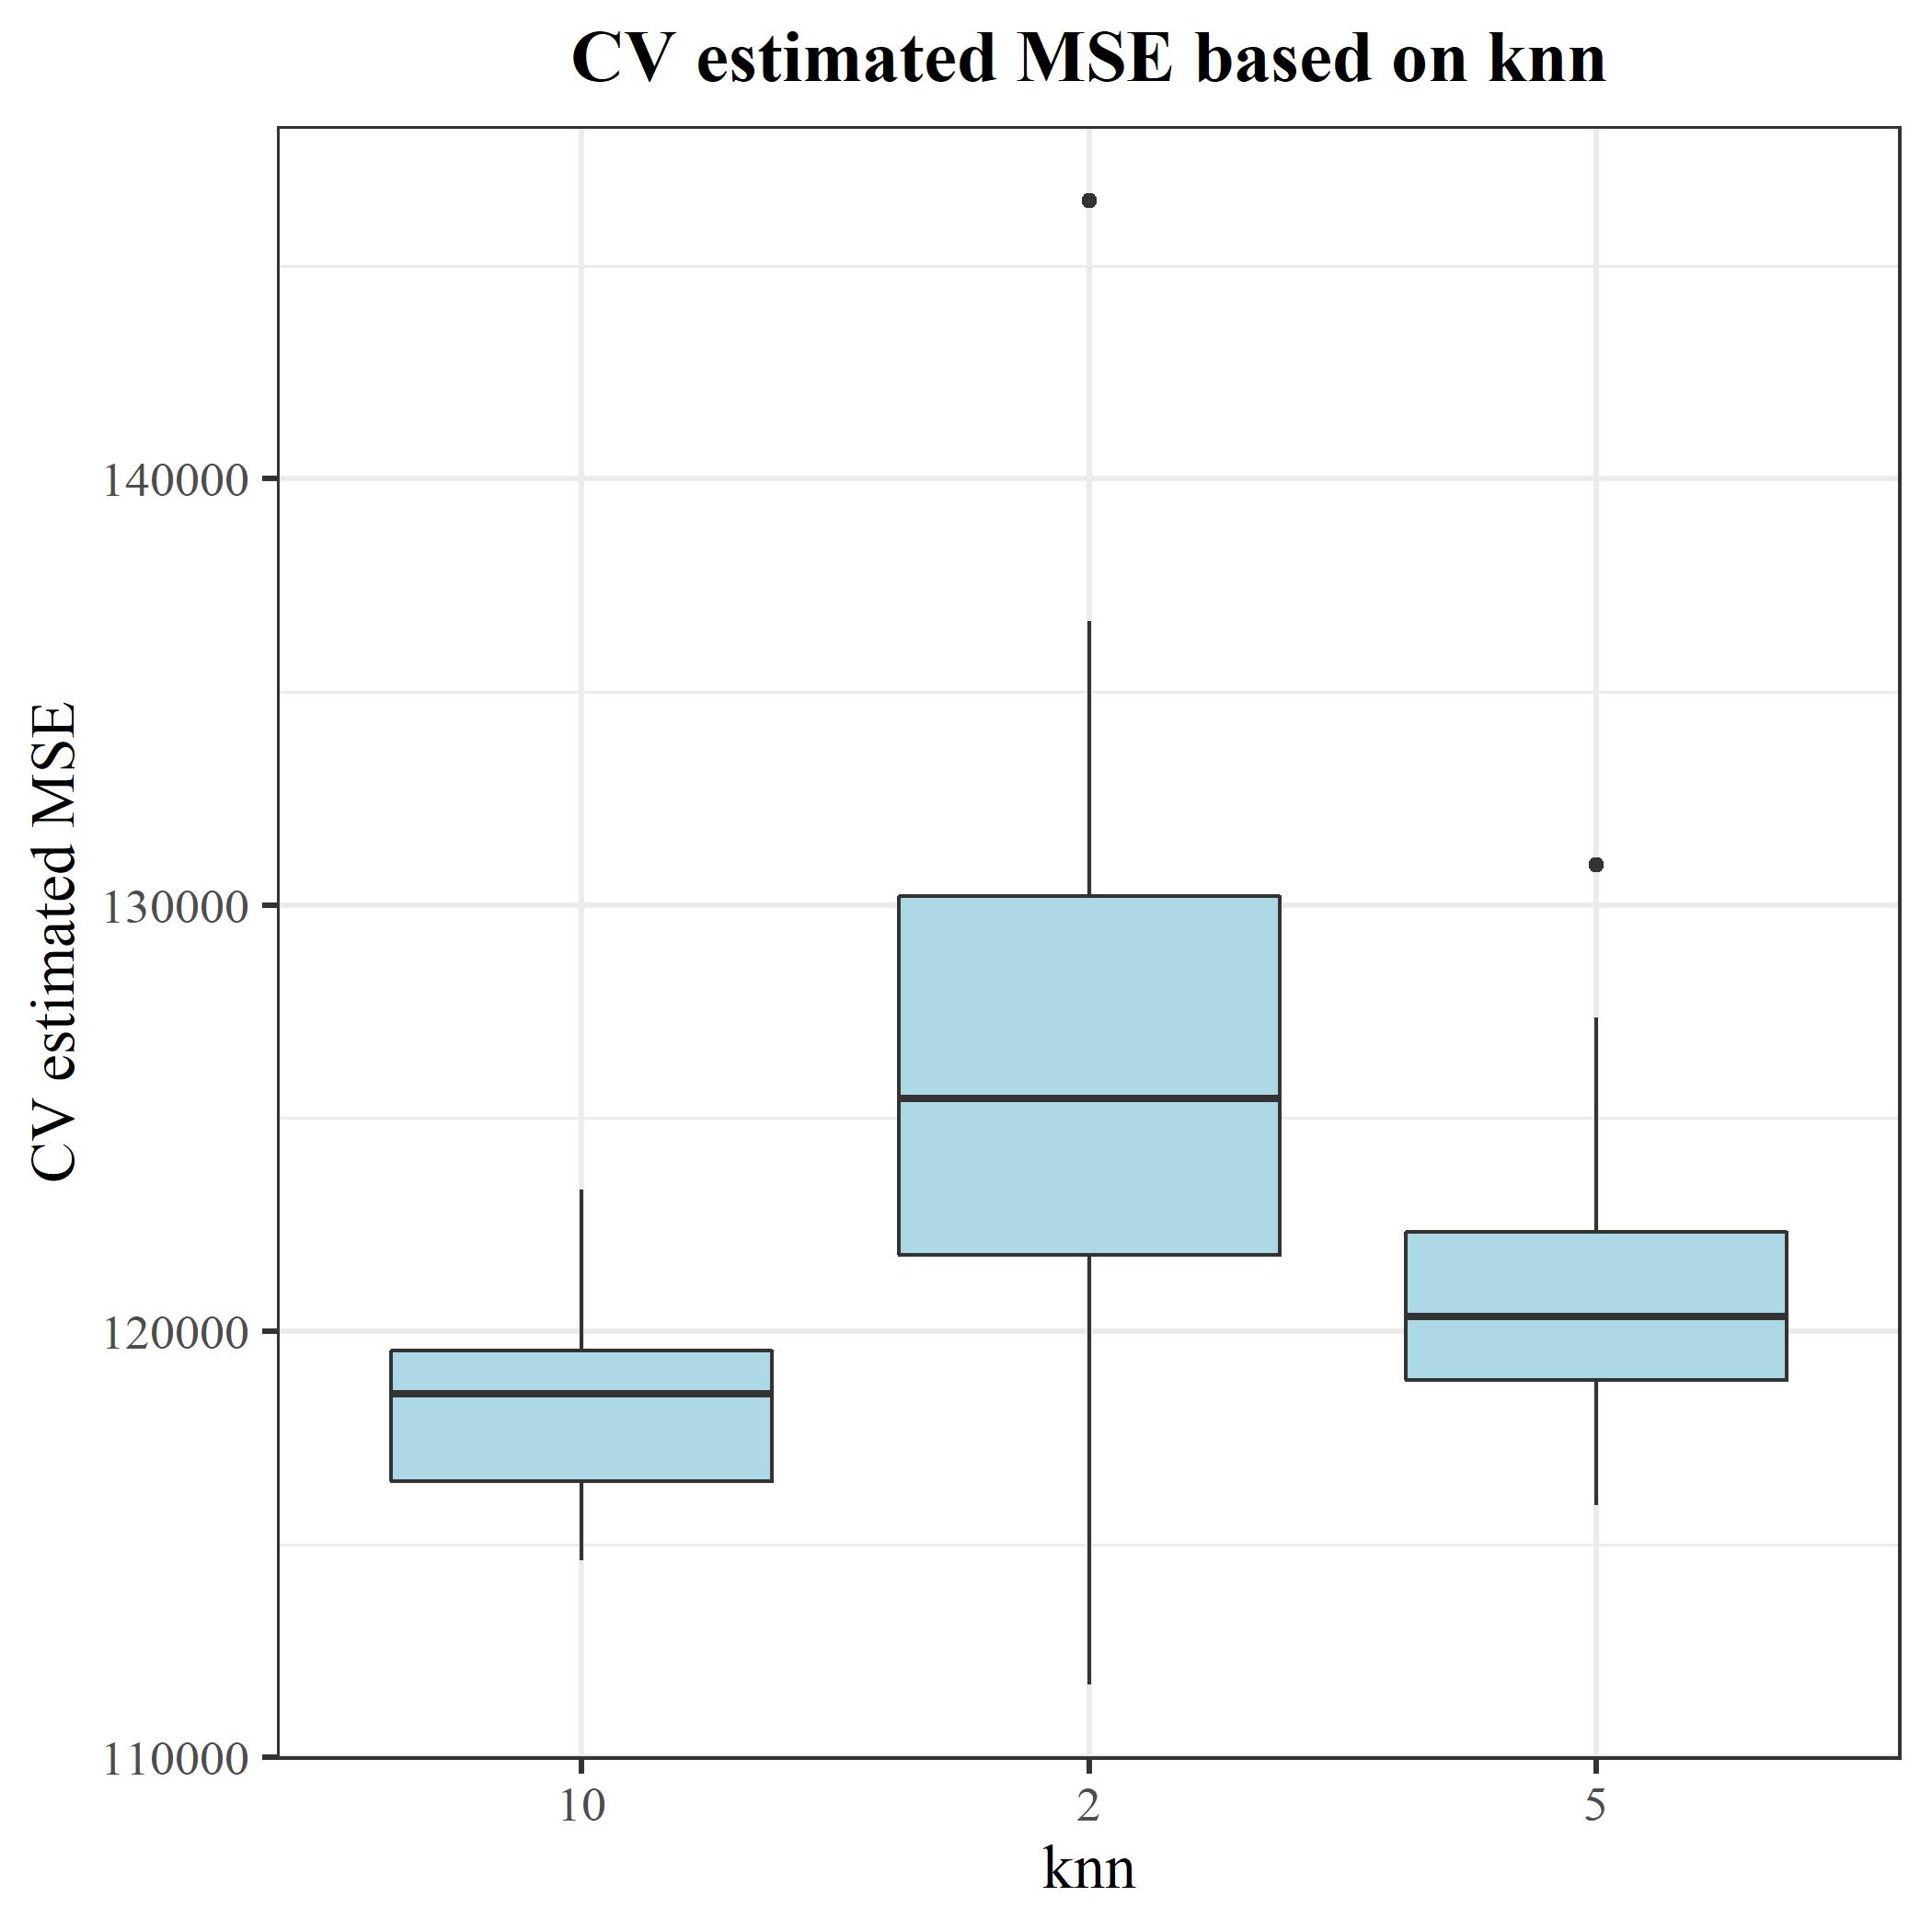 CV estimated MSE based on knn
CV estimated MSE
140000
130000
120000
110000
10
2
5
knn